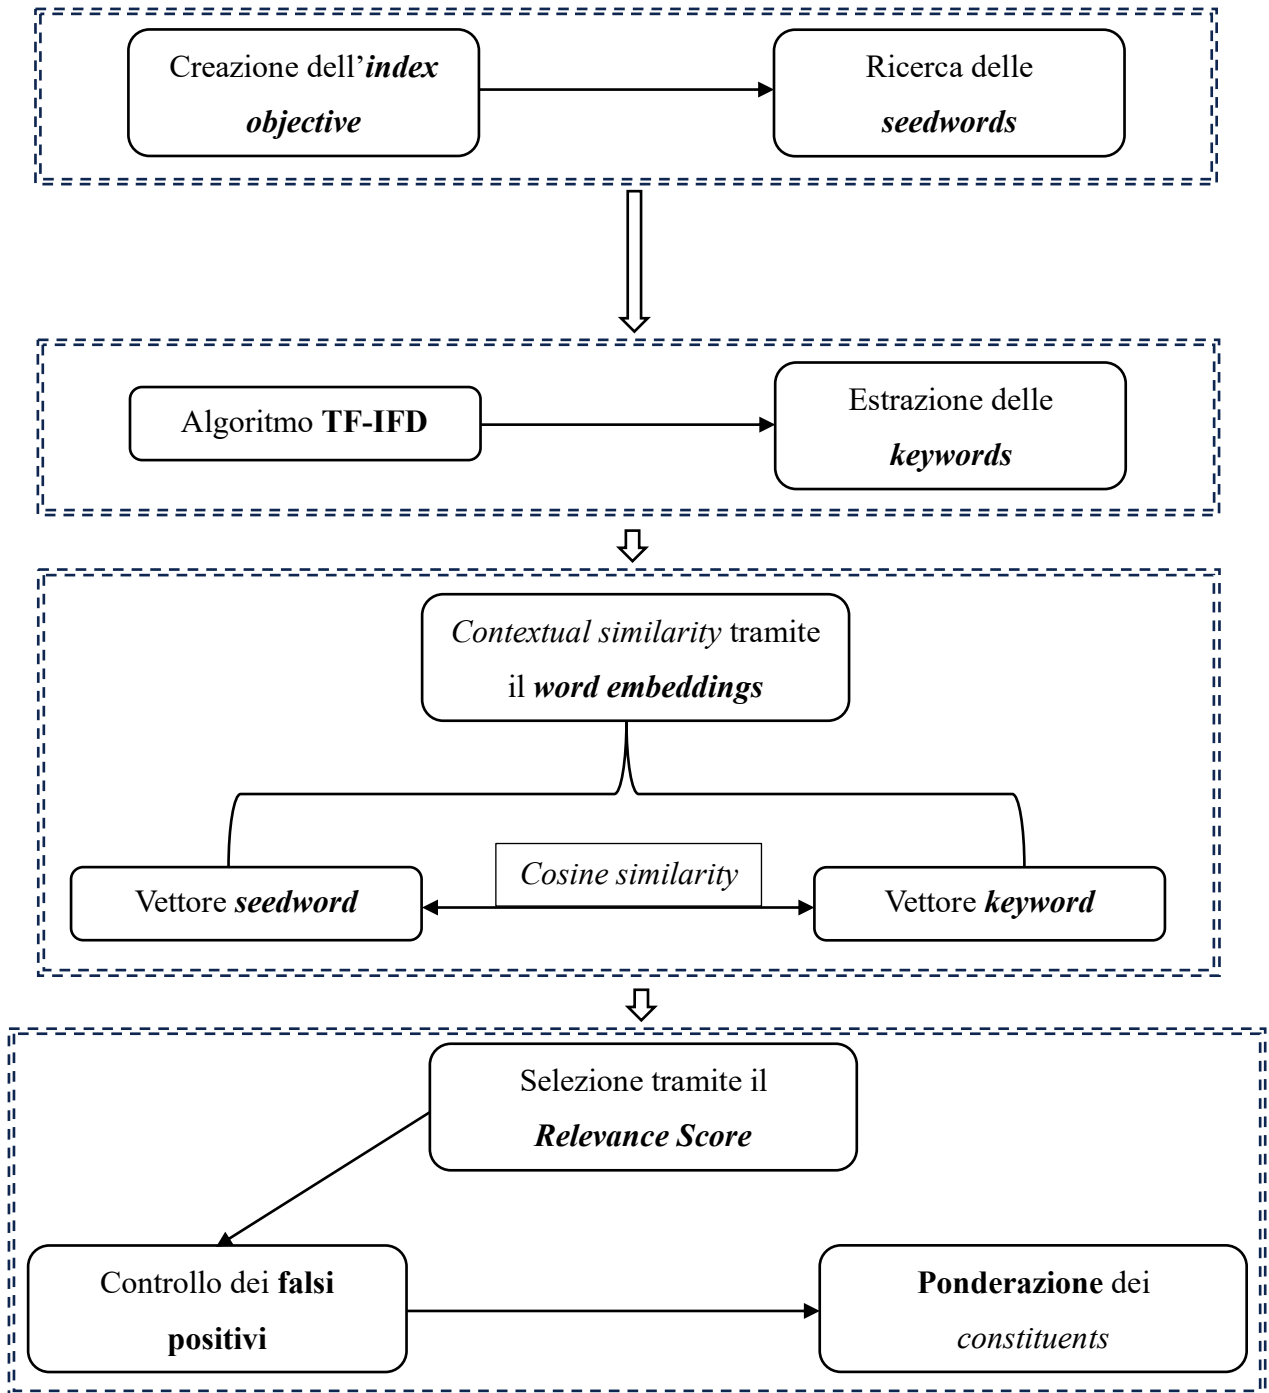 Creazione dell’index
objective
Ricerca delle
seedwords
Algoritmo TF-IFD
Estrazione delle
keywords
Contextual similarity tramite
il word embeddings
Cosine similarity
Vettore seedword
Vettore keyword
Selezione tramite il
Relevance Score
Controllo dei falsi
positivi
Ponderazione dei
constituents